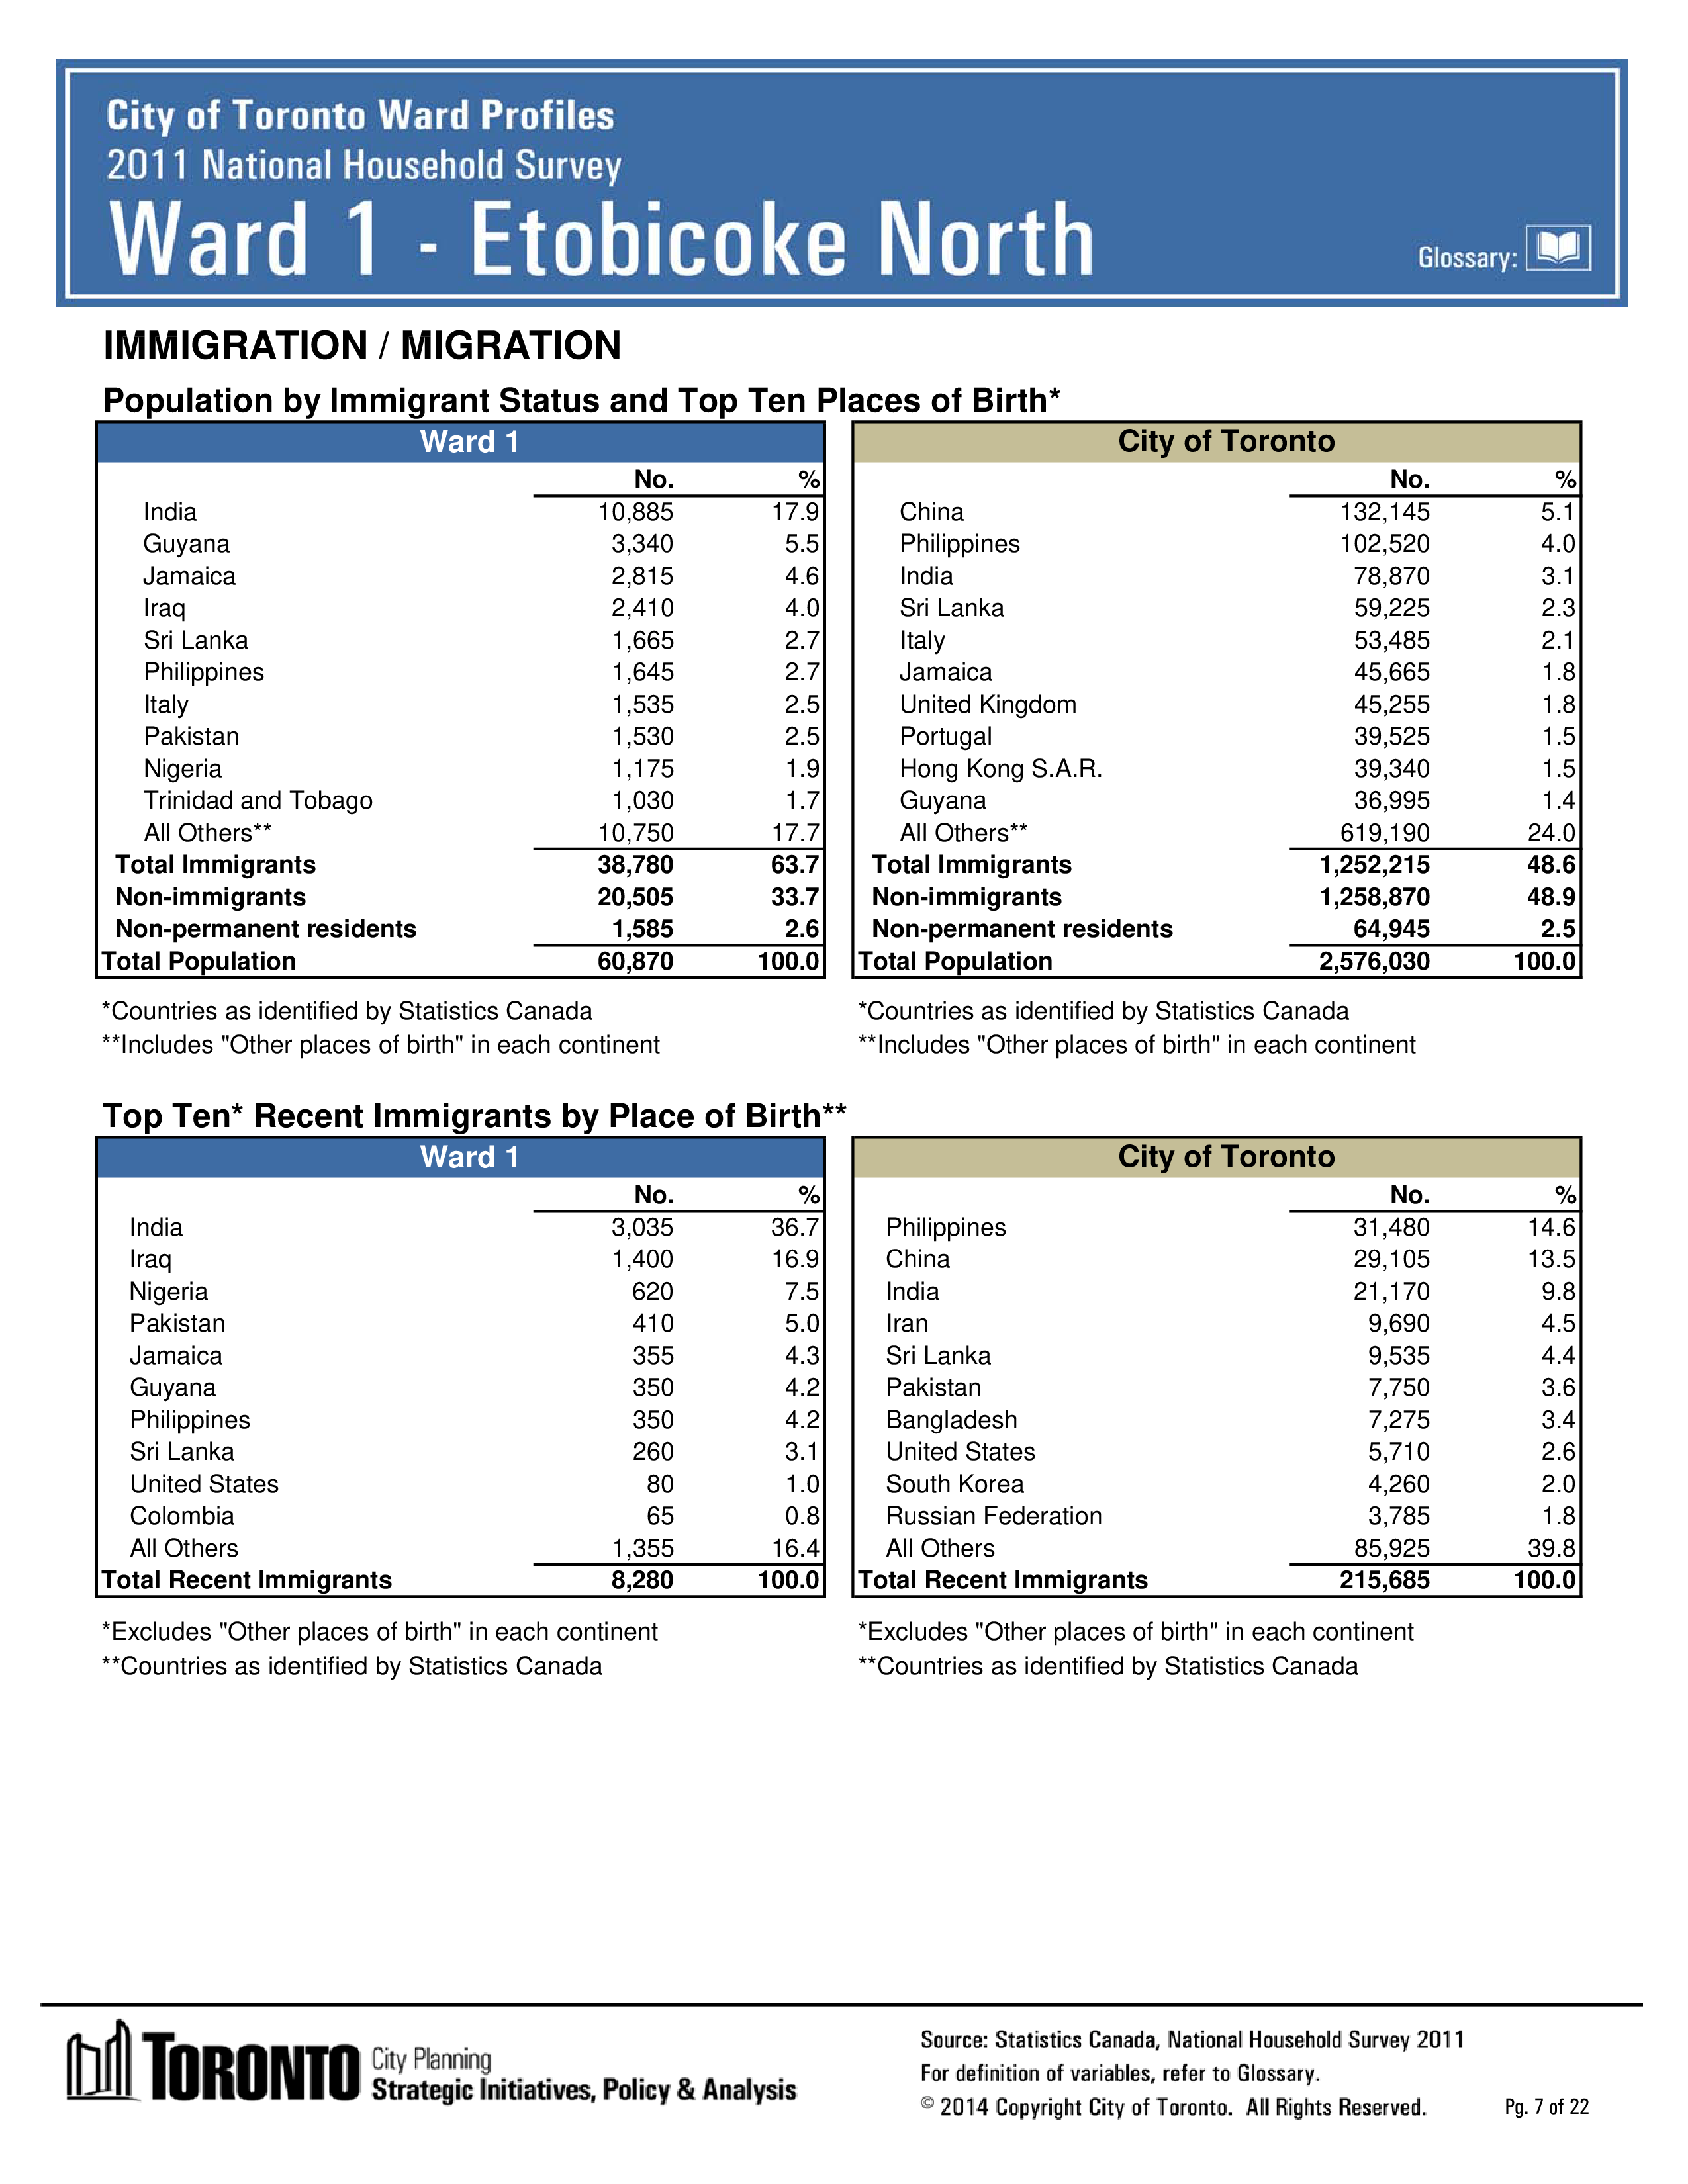 City of Toronto Ward Profiles
2011 National Household Survey
Ward 1 - Etobicoke North
Glossary:
IMMIGRATION / MIGRATION
Population by Immigrant Status and Top Ten Places of Birth*
Ward 1
No. %
India 10,885 17.9
Guyana 3,340 5.5
Jamaica 2,815 4.6
Iraq 2,410 4.0
Sri Lanka 1,665 2.7
Philippines 1,645 2.7
Italy 1,535 2.5
Pakistan 1,530 2.5
Nigeria 1,175 1.9
Trinidad and Tobago 1,030 1.7
All Others** 10,750 17.7
Total Immigrants 38,780 63.7
Non-immigrants 20,505 33.7
Non-permanent residents 1,585 2.6
Total Population 60,870 100.0
*Countries as identified by Statistics Canada
**Includes "Other places of birth" in each continent
City of Toronto
No. %
China 132,145 5.1
Philippines 102,520 4.0
India 78,870 3.1
Sri Lanka 59,225 2.3
Italy 53,485 2.1
Jamaica 45,665 1.8
United Kingdom 45,255 1.8
Portugal 39,525 1.5
Hong Kong S.A.R. 39,340 1.5
Guyana 36,995 1.4
All Others** 619,190 24.0
Total Immigrants 1,252,215 48.6
Non-immigrants 1,258,870 48.9
Non-permanent residents 64,945 2.5
Total Population 2,576,030 100.0
*Countries as identified by Statistics Canada
**Includes "Other places of birth" in each continent
Top Ten* Recent Immigrants by Place of Birth**
Ward 1
No. %
India 3,035 36.7
Iraq 1,400 16.9
Nigeria 620 7.5
Pakistan 410 5.0
Jamaica 355 4.3
Guyana 350 4.2
Philippines 350 4.2
Sri Lanka 260 3.1
United States 80 1.0
Colombia 65 0.8
All Others 1,355 16.4
Total Recent Immigrants 8,280 100.0
*Excludes "Other places of birth" in each continent
**Countries as identified by Statistics Canada
City of Toronto
No. %
Philippines 31,480 14.6
China 29,105 13.5
India 21,170 9.8
Iran 9,690 4.5
Sri Lanka 9,535 4.4
Pakistan 7,750 3.6
Bangladesh 7,275 3.4
United States 5,710 2.6
South Korea 4,260 2.0
Russian Federation 3,785 1.8
All Others 85,925 39.8
Total Recent Immigrants 215,685 100.0
*Excludes "Other places of birth" in each continent
**Countries as identified by Statistics Canada
TORONTO City Planning
Strategic Initiatives, Policy & Analysis
Source: Statistics Canada, National Household Survey 2011
For definition of variables, refer to Glossary.
© 2014 Copyright City of Toronto. All Rights Reserved.
Pg. 7 of 22